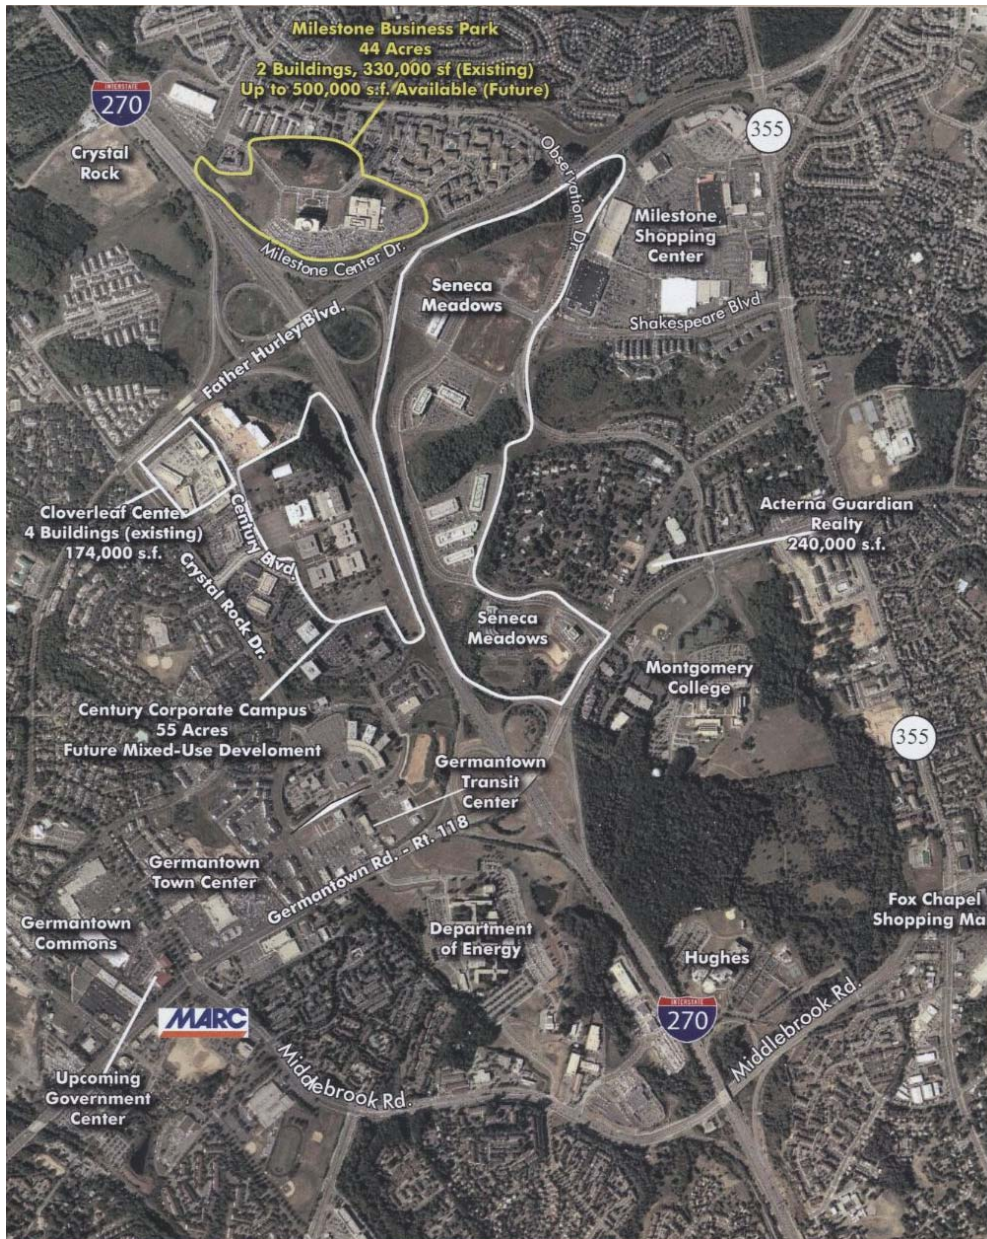 Milestone Business Park
44 Acres
2 Buildings, 330,000 sf (Existing)
Up to 500,000 s.f. Available (Future)
INTERSTATE
270
355
Crystal
Rock
Observation Dr.
Milestone
Shopping
Center
Milestone Center Dr.
Seneca
Meadows
Shakespeare Blvd
Father Hurley Blvd.
Cloverleaf Center
4 Buildings (existing)
174,000 s.f.
Century Blvd.
Acterna Guardian
Realty
240,000 s.f.
Crystal Rock Dr.
Seneca
Meadows
Montgomery
College
Century Corporate Campus
55 Acres
Future Mixed-Use Develoment
355
Germantown
Transit
Center
Germantown Rd. - Rt. 118
Germantown
Town Center
Fox Chapel
Shopping Ma
Germantown
Commons
Department
of Energy
Hughes
INTERSTATE
270
Middlebrook Rd.
MARC
Middlebrook Rd.
Upcoming
Government
Center